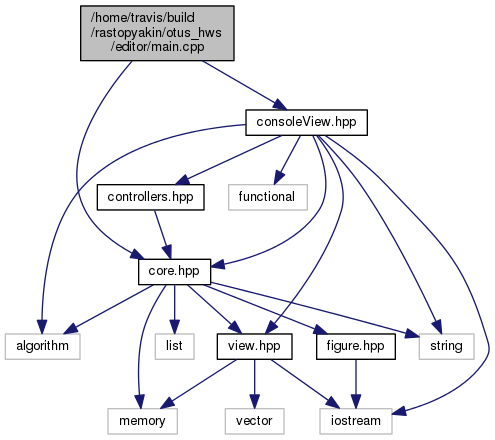 /home/travis/build
/rastopyakin/otus_hws
/editor/main.cpp
consoleView.hpp
controllers.hpp
functional
core.hpp
algorithm
list
view.hpp
figure.hpp
string
memory
vector
iostream